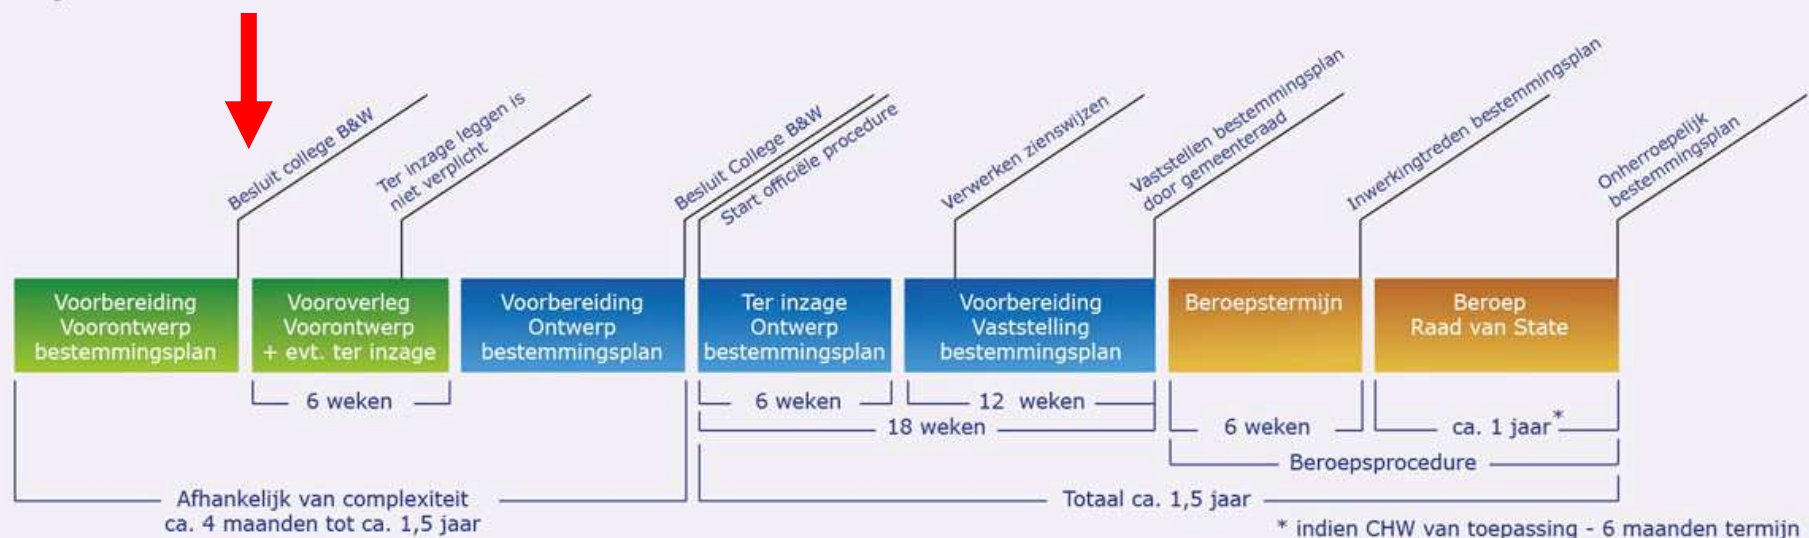 Besluit college B&W
Ter inzage leggen is
niet verplicht
Besluit College B&W
Start officiële procedure
Verwerken zienswijzen
Vaststellen bestemmingsplan
door gemeenteraad
Inwerkingtreden bestemmingsplan
Onherroepelijk
bestemmingsplan
Voorbereiding
Voorontwerp
bestemmingsplan
Vooroverleg
Voorontwerp
+ evt. ter inzage
Voorbereiding
Ontwerp
bestemmingsplan
Ter inzage
Ontwerp
bestemmingsplan
Voorbereiding
Vaststelling
bestemmingsplan
Beroepstermijn
Beroep
Raad van State
6 weken
6 weken
12 weken
18 weken
6 weken
ca. 1 jaar*
Beroepsprocedure
Afhankelijk van complexiteit
ca. 4 maanden tot ca. 1,5 jaar
Totaal ca. 1,5 jaar
* indien CHW van toepassing - 6 maanden termijn